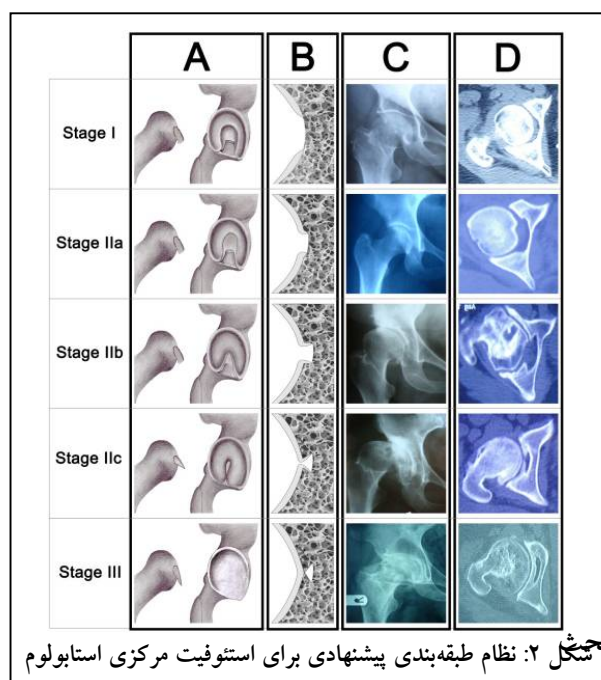 A B C D
Stage I
Stage IIa
Stage IIb
Stage IIc
Stage III
بحث
شکل ۲: نظام طبقه‌بندی پیشنهادی برای استئوفیت مرکزی استابولوم